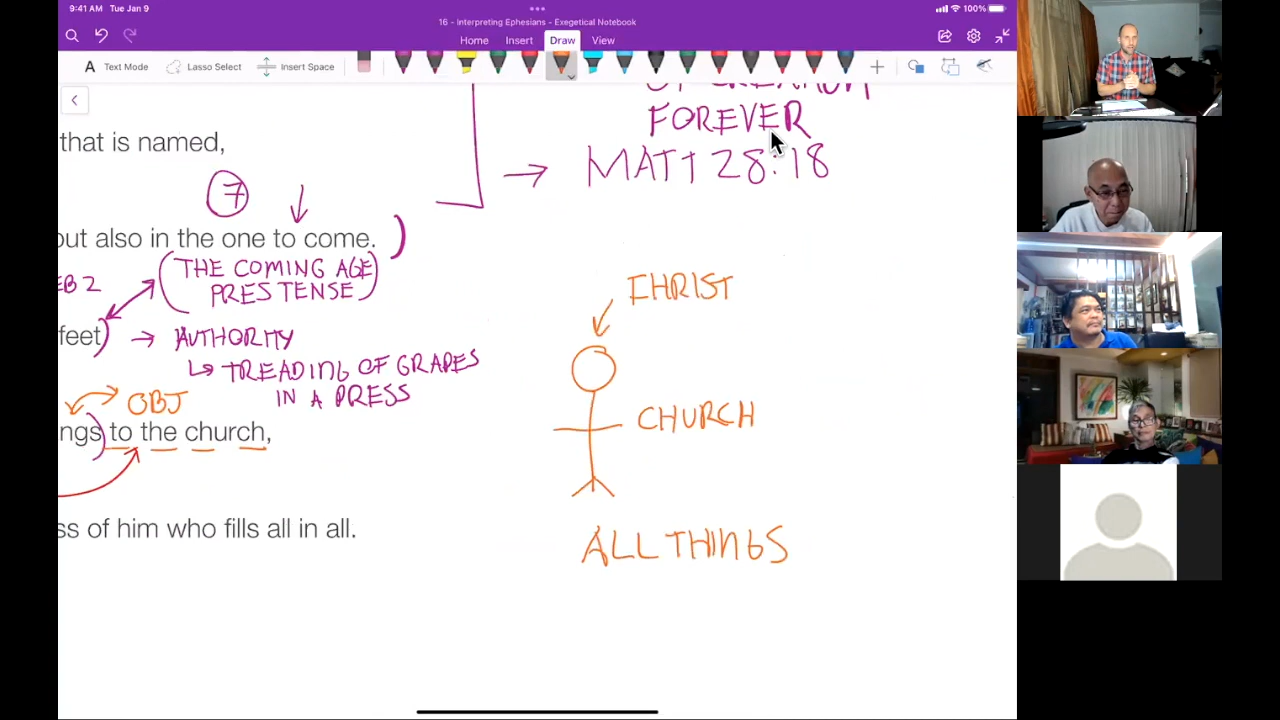 9:41 AM Tue Jan 9
100%
16 - Interpreting Ephesians - Exegetical Notebook
Home Insert Draw View
A Text Mode Lasso Select Insert Space
FOREVER
that is named,
MATT 28:18
7
but also in the one to come.
(THE COMING AGE)
PRES TENSE
EB 2
CHRIST
feet)
AUTHORITY
TREADING OF GRAPES
IN A PRESS
OBJ
CHURCH
ngs) to the church,
ss of him who fills all in all.
ALL THINGS